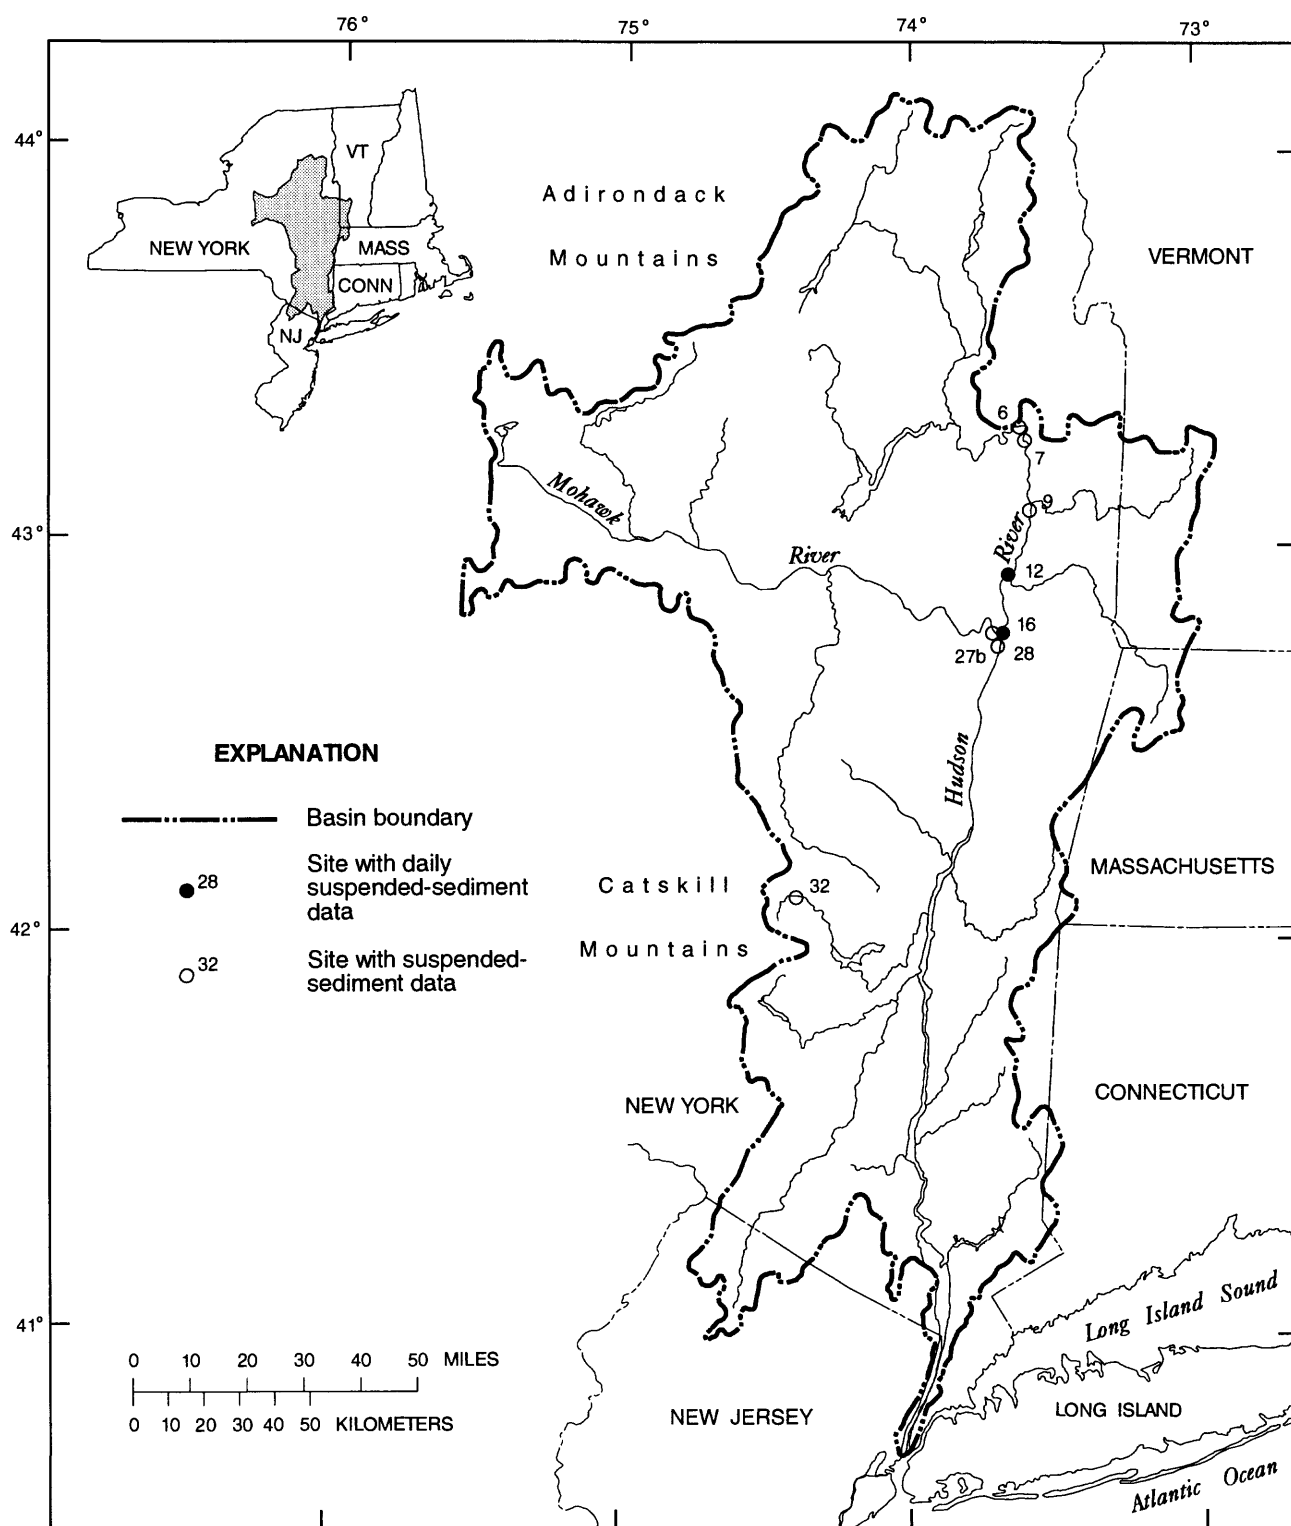 76°
75°
74°
73°
44°
43°
42°
41°
VT
NEW YORK
MASS
CONN
NJ
Adirondack
Mountains
VERMONT
6
7
9
Mohawk
River
River
12
16
27b
28
Hudson
EXPLANATION
Basin boundary
28
Site with daily
suspended-sediment
data
32
Site with suspended-
sediment data
Catskill
Mountains
32
MASSACHUSETTS
NEW YORK
CONNECTICUT
Long Island Sound
LONG ISLAND
Atlantic Ocean
NEW JERSEY
0 10 20 30 40 50 MILES
0 10 20 30 40 50 KILOMETERS